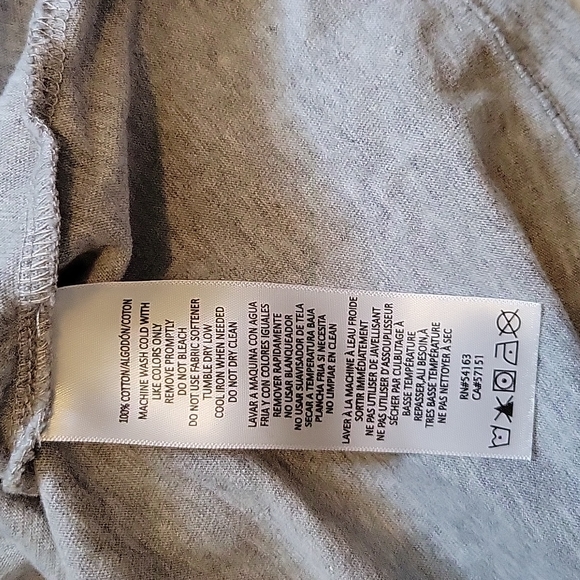 100% COTTON/ALGODÓN/COTON
MACHINE WASH COLD WITH
LIKE COLORS ONLY
REMOVE PROMPTLY
DO NOT BLEACH
DO NOT USE FABRIC SOFTENER
TUMBLE DRY LOW
COOL IRON WHEN NEEDED
DO NOT DRY CLEAN
LAVAR A MAQUINA CON AGUA
FRIA Y CON COLORES IGUALES
REMOVER RAPIDAMENTE
NO USAR BLANQUEADOR
NO USAR SUAVISADOR DE TELA
SECAR A TEMPERATURA BAJA
PLANCHA FRIA SI NECESITA
NO LIMPIAR EN CLEAN
LAVER À LA MACHINE À LEAU FROIDE
SORTIR IMMÉDIATEMENT
NE PAS UTILISER DE JAVELLISANT
NE PAS UTILISER D'ASSOUPLISSEUR
SÉCHER PAR CULBUTAGE À
BASSE TEMPÉRATURE
REPASSER, AU BESOIN, À
TRES BASSE TEMPÉRATURE
NE PAS NETTOYER À SEC
RN#54163
CA#57151